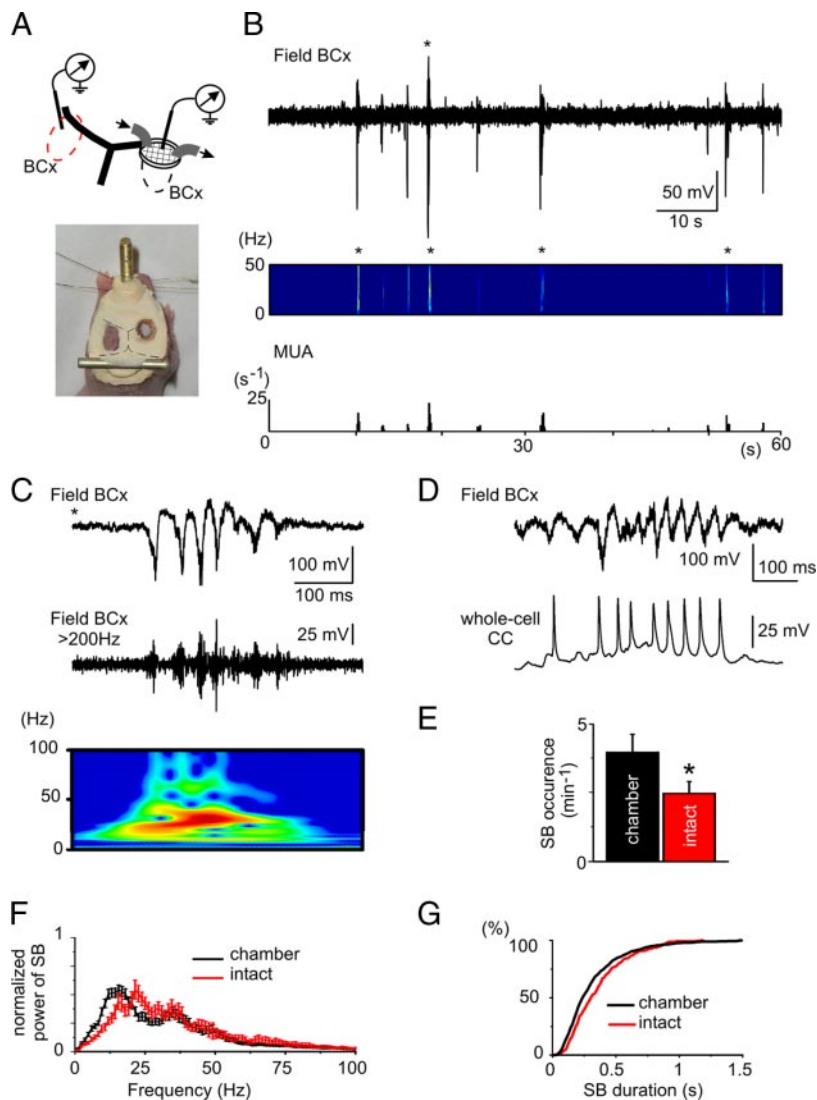 A
BCx
BCx
B
*
Field BCx
50 mV
10 s
(Hz)
* * * *
50
0
MUA
(s-1)
25
0 30 (s) 60
C
Field BCx
*
100 mV
100 ms
Field BCx
>200Hz
25 mV
(Hz)
100
50
0
D
Field BCx
100 mV
100 ms
whole-cell
CC
25 mV
E
SB occurence
(min-1)
5
0
chamber
*
intact
F
normalized
power of SB
1
0
chamber
intact
0 25 50 75 100
Frequency (Hz)
G
(%)
100
50
0
chamber
intact
0 0.5 1 1.5
SB duration (s)